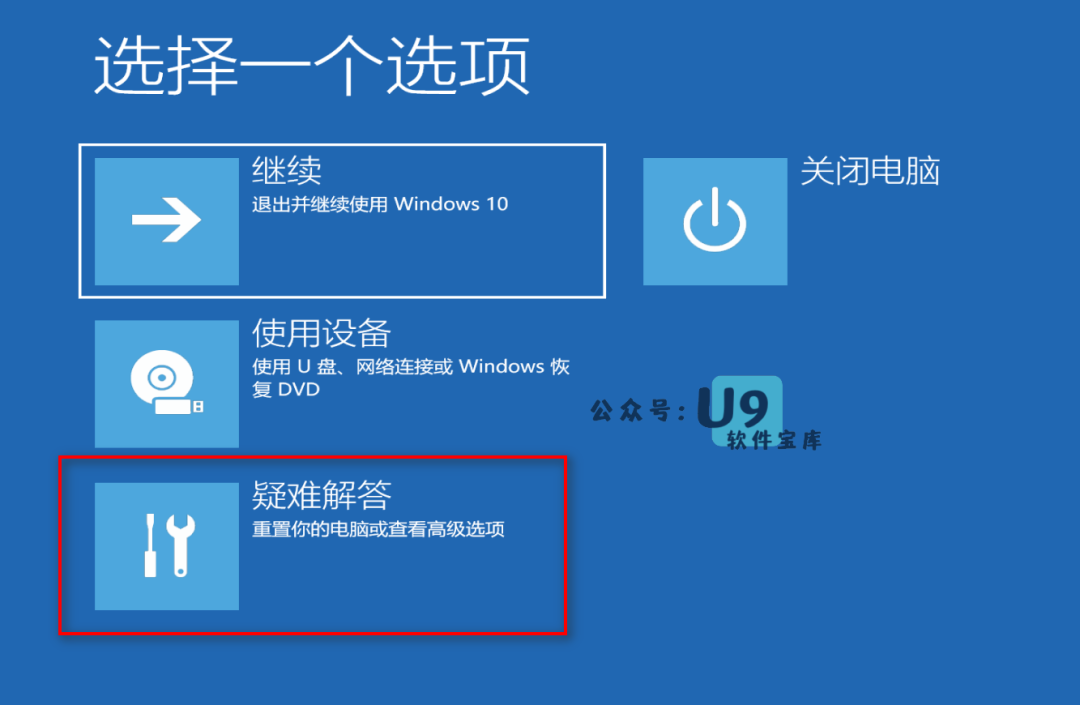 选择一个选项
继续
退出并继续使用 Windows 10
关闭电脑
使用设备
使用 U 盘、网络连接或 Windows 恢
复 DVD
公众号：U9
软件宝库
疑难解答
重置你的电脑或查看高级选项